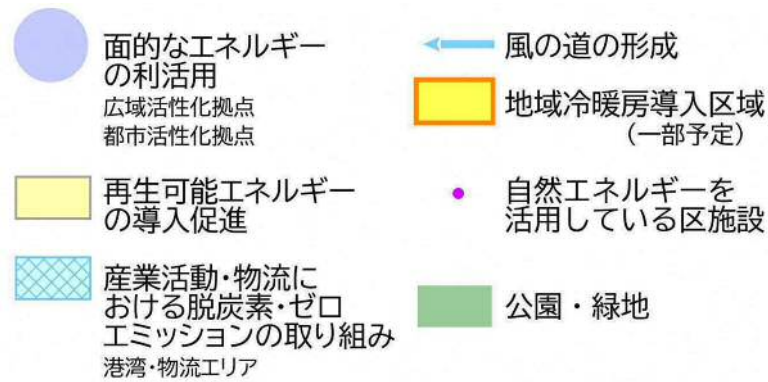 面的なエネルギー
の利活用
広域活性化拠点
都市活性化拠点
再生可能エネルギー
の導入促進
産業活動・物流に
おける脱炭素・ゼロ
エミッションの取り組み
港湾・物流エリア
風の道の形成
地域冷暖房導入区域
(一部予定)
自然エネルギーを
活用している区施設
公園・緑地